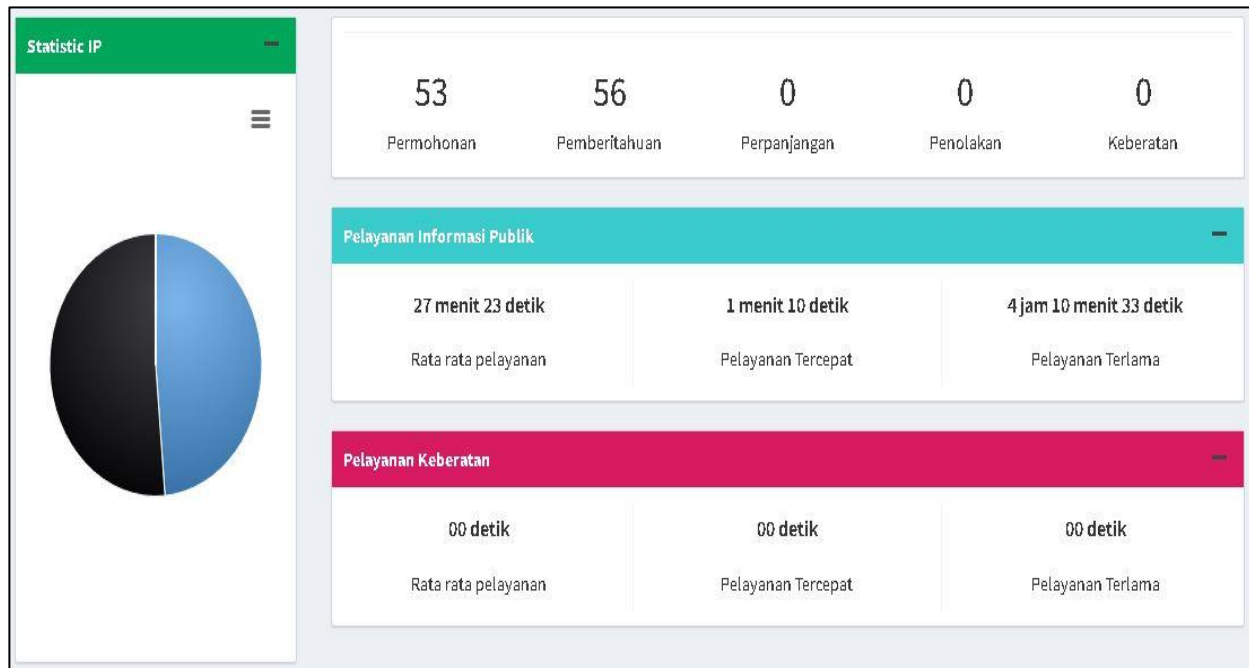 Statistic IP
53 56 0 0 0
Permohonan Pemberitahuan Perpanjangan Penolakan Keberatan
Pelayanan Informasi Publik
27 menit 23 detik 1 menit 10 detik 4 jam 10 menit 33 detik
Rata rata pelayanan Pelayanan Tercepat Pelayanan Terlama
Pelayanan Keberatan
00 detik 00 detik 00 detik
Rata rata pelayanan Pelayanan Tercepat Pelayanan Terlama